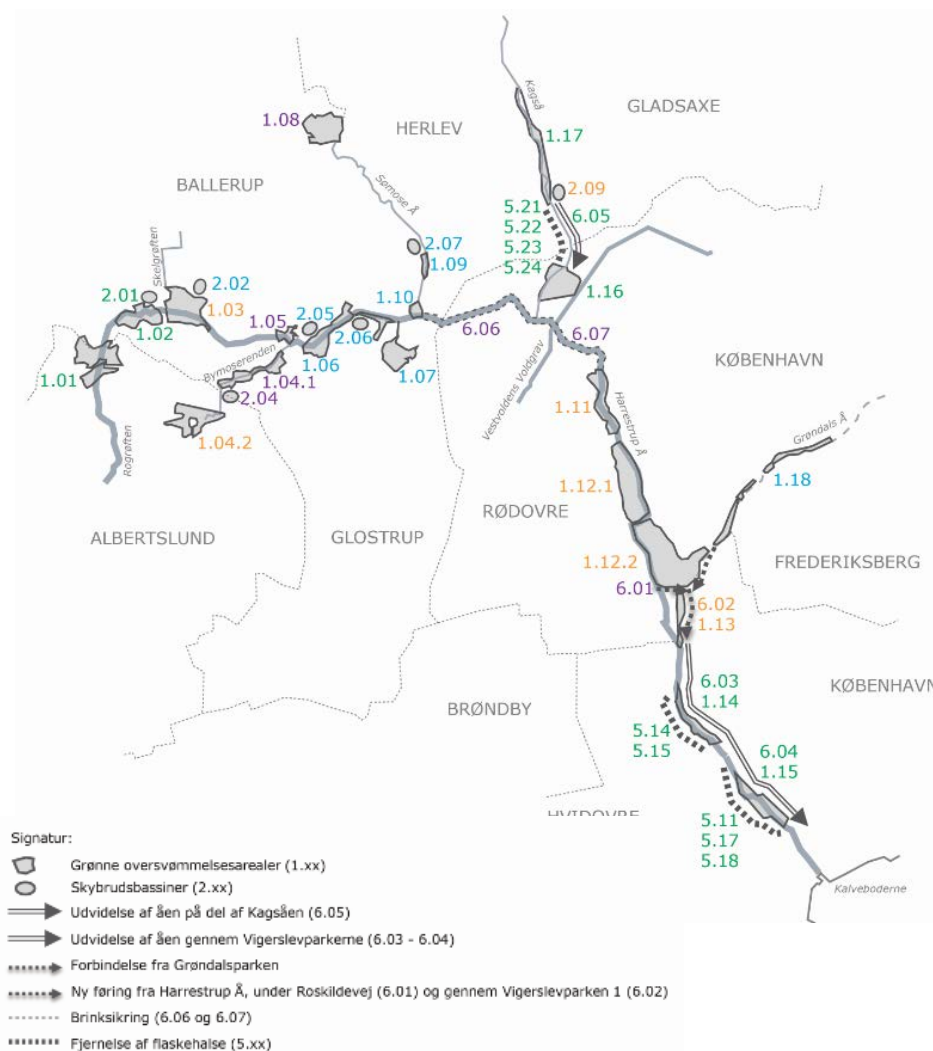 Kagså
GLADSAXE
1.08
HERLEV
1.17
BALLERUP
Sømose Å
2.09
5.21
6.05
5.22
5.23
5.24
Skelgrøften
2.07
1.09
2.01
2.02
1.16
1.03
1.02
1.05
2.05
1.10
6.06
6.07
2.06
KØBENHAVN
Bymoserenden
1.06
1.01
1.04.1
1.07
2.04
Vestvoldens Voldgrav
1.11
Harrestrup Å
Grøndals Å
1.04.2
Rogrøften
1.18
1.12.1
RØDOVRE
ALBERTSLUND
GLOSTRUP
1.12.2
FREDERIKSBERG
6.01
6.02
1.13
6.03
1.14
KØBENHAVN
BRØNDBY
5.14
5.15
6.04
1.15
HVIDOVRE
5.11
5.17
5.18
Kalveboderne
Signatur:
Grønne oversvømmelsesarealer (1.xx)
Skybrudsbassiner (2.xx)
Udvidelse af åen på del af Kagsåen (6.05)
Udvidelse af åen gennem Vigerslevparkerne (6.03 - 6.04)
Forbindelse fra Grøndalsparken
Ny føring fra Harrestrup Å, under Roskildevej (6.01) og gennem Vigerslevparken 1 (6.02)
Brinksikring (6.06 og 6.07)
Fjernelse af flaskehalse (5.xx)